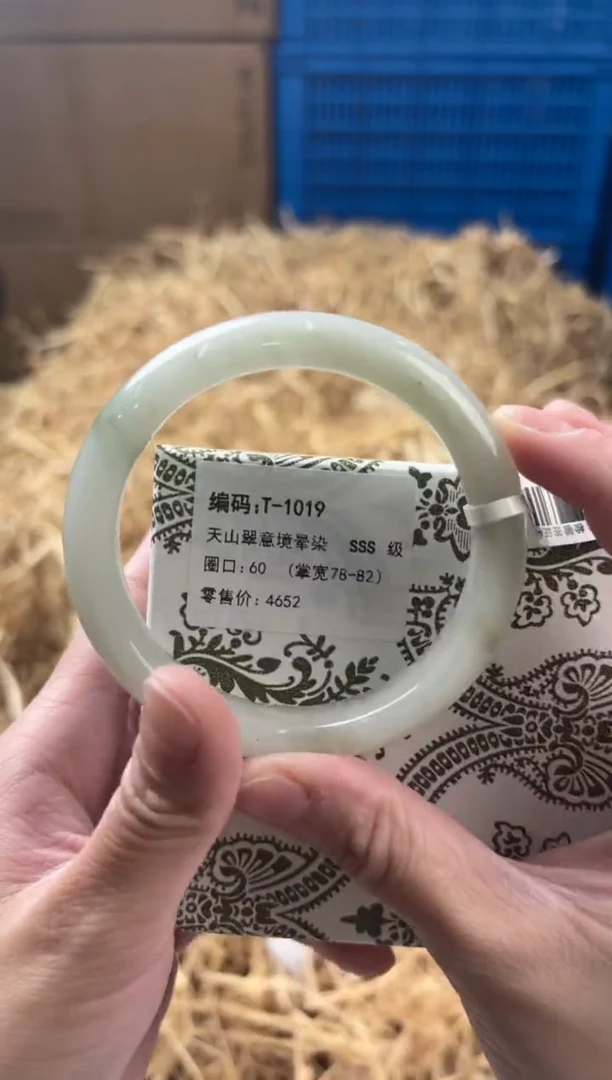 编码:T-1019
天山翠意境晕染 SSS 级
圈口:60 (掌宽78-82)
零售价:4652